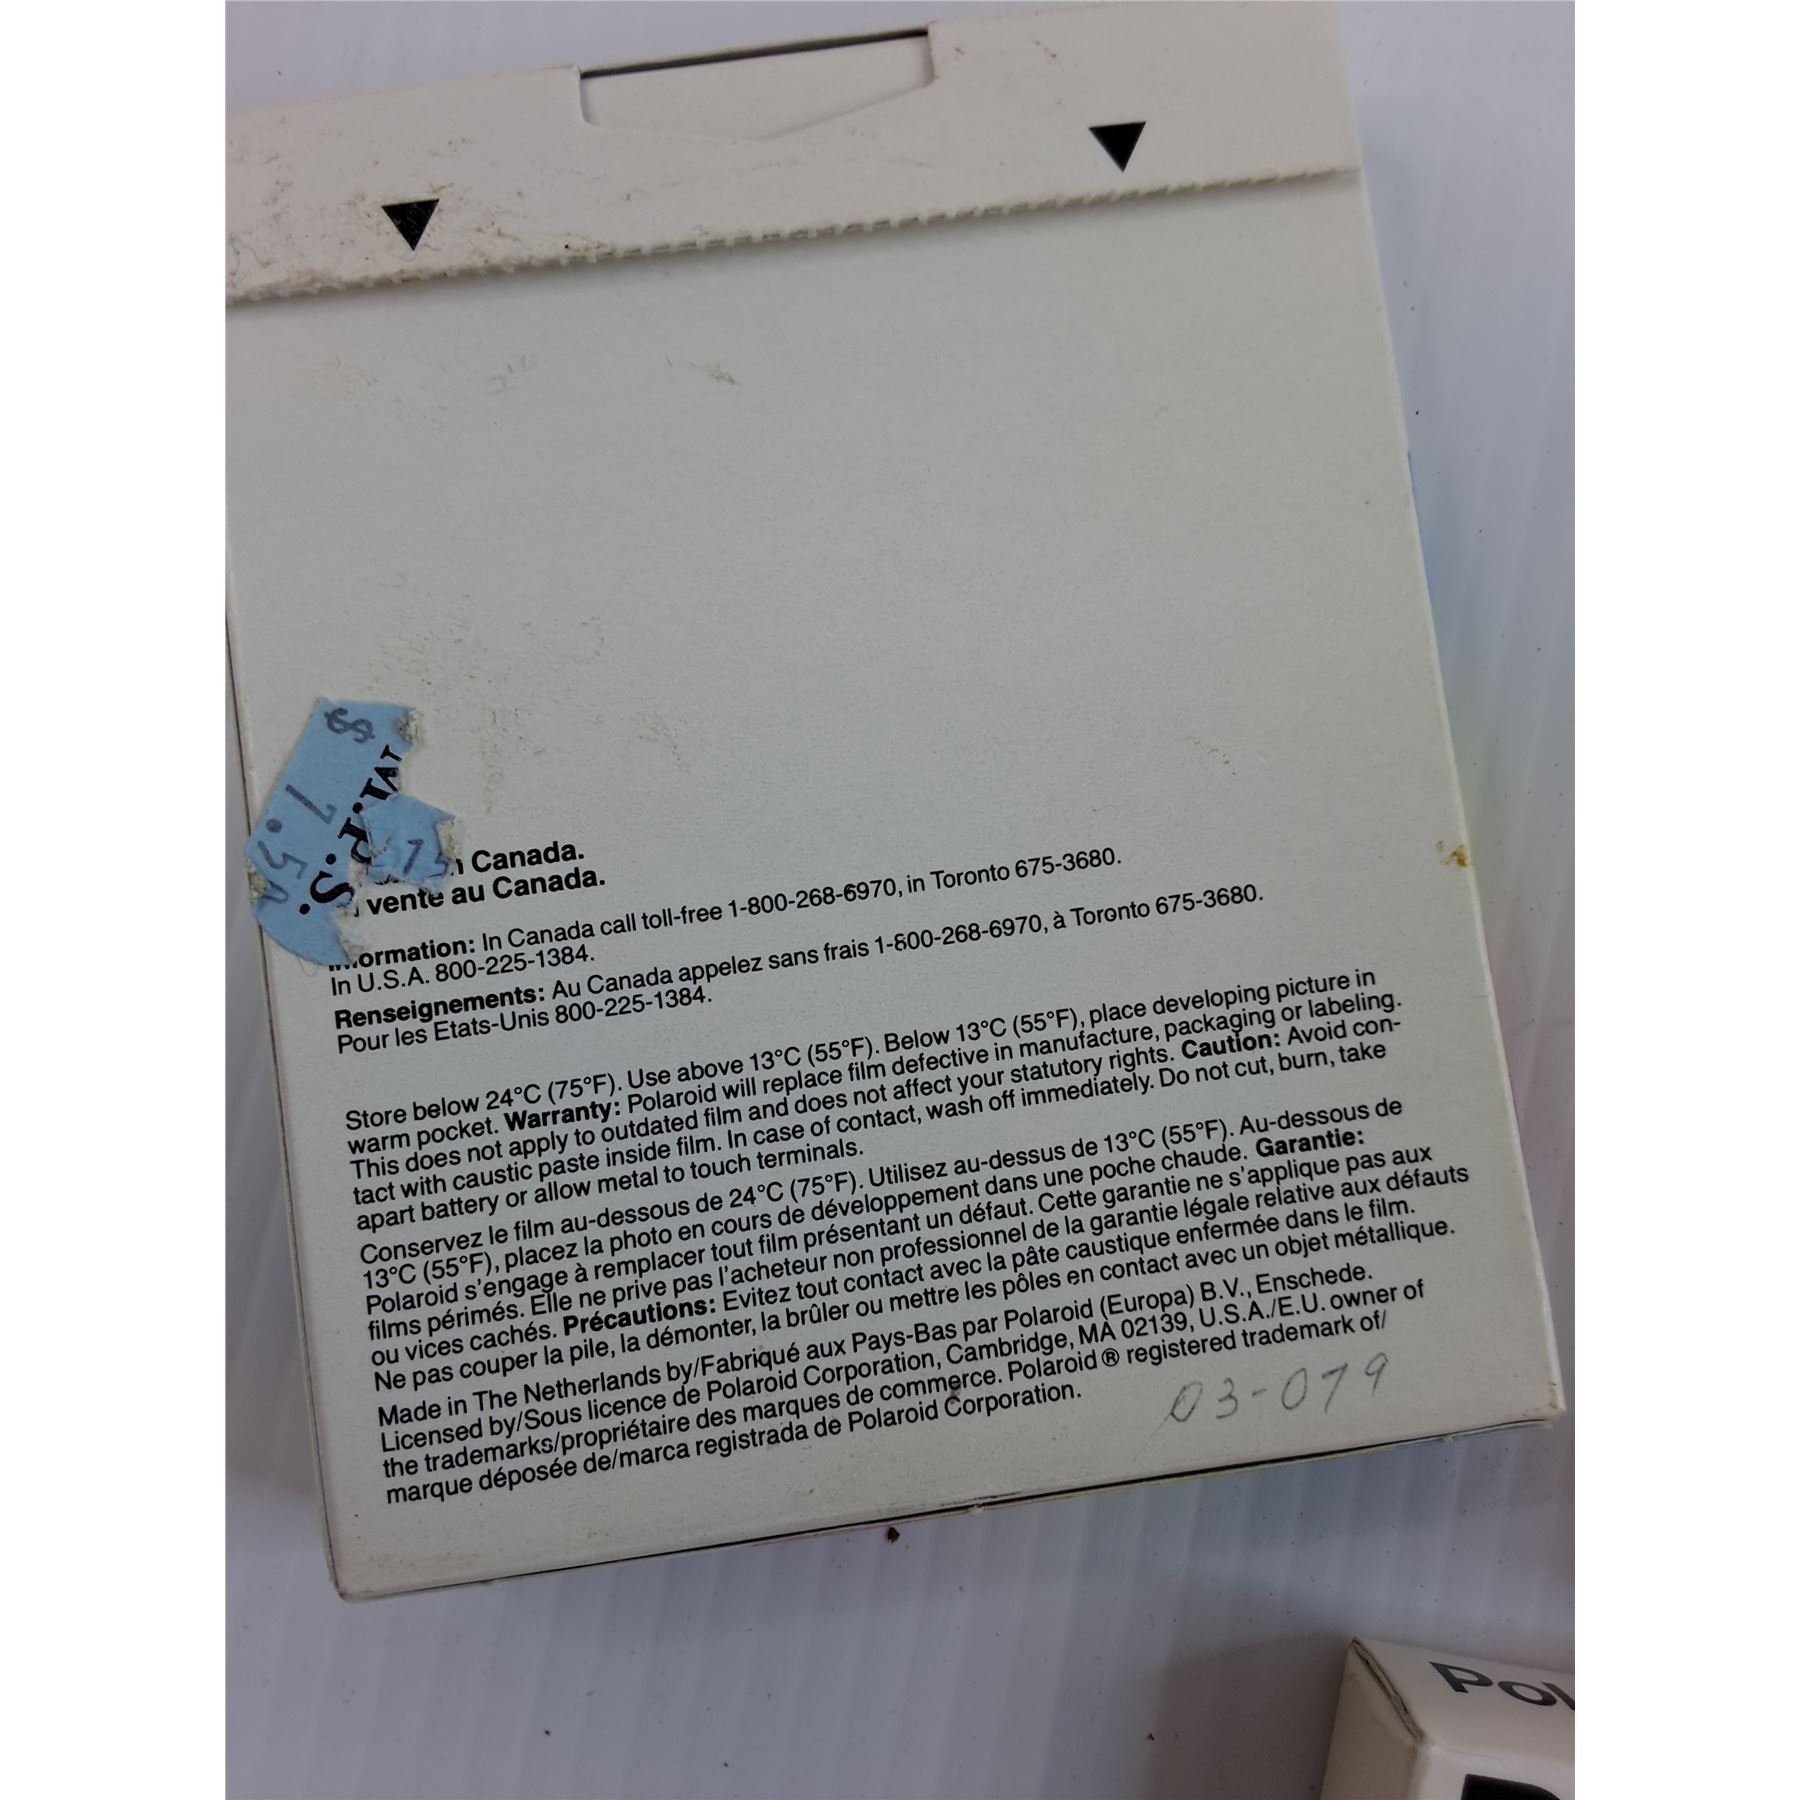 $ 7.50
M.S.R.P.
Canada.
vente au Canada.
Information: In Canada call toll-free 1-800-268-6970, in Toronto 675-3680.
In U.S.A. 800-225-1384.
Renseignements: Au Canada appelez sans frais 1-800-268-6970, à Toronto 675-3680.
Pour les Etats-Unis 800-225-1384.
Store below 24°C (75°F). Use above 13°C (55°F). Below 13°C (55°F), place developing picture in
warm pocket. Warranty: Polaroid will replace film defective in manufacture, packaging or labeling.
This does not apply to outdated film and does not affect your statutory rights. Caution: Avoid con-
tact with caustic paste inside film. In case of contact, wash off immediately. Do not cut, burn, take
apart battery or allow metal to touch terminals.
Conservez le film au-dessous de 24°C (75°F). Utilisez au-dessus de 13°C (55°F). Au-dessous de
13°C (55°F), placez la photo en cours de développement dans une poche chaude. Garantie:
Polaroid s'engage à remplacer tout film présentant un défaut. Cette garantie ne s'applique pas aux
films périmés. Elle ne prive pas l'acheteur non professionnel de la garantie légale relative aux défauts
ou vices cachés. Précautions: Evitez tout contact avec la pâte caustique enfermée dans le film.
Ne pas couper la pile, la démonter, la brûler ou mettre les pôles en contact avec un objet métallique.
Made in The Netherlands by/Fabriqué aux Pays-Bas par Polaroid (Europa) B.V., Enschede.
Licensed by/Sous licence de Polaroid Corporation, Cambridge, MA 02139, U.S.A./E.U. owner of
the trademarks/propriétaire des marques de commerce. Polaroid ® registered trademark of/
marque déposée de/marca registrada de Polaroid Corporation.
03-079
Pol